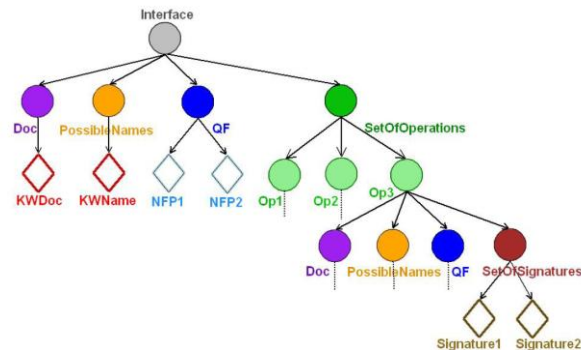 Interface
Doc
PossibleNames
QF
SetOfOperations
KWDoc
KWName
NFP1
NFP2
Op1
Op2
Op3
Doc
PossibleNames
QF
SetOfSignatures
Signature1
Signature2